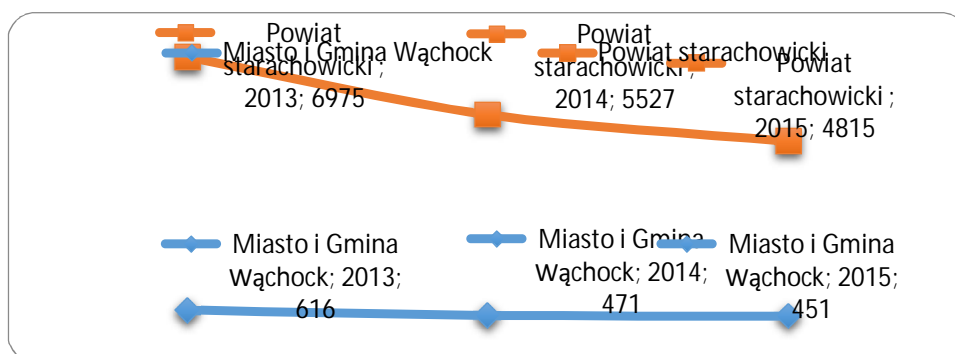 Miasto i Gmina Wąchock
Powiat starachowicki
Powiat
starachowicki ;
2013; 6975
Powiat
starachowicki ;
2014; 5527
Powiat
starachowicki ;
2015; 4815
Miasto i Gmina
Wąchock; 2013;
616
Miasto i Gmina
Wąchock; 2014;
471
Miasto i Gmina
Wąchock; 2015;
451